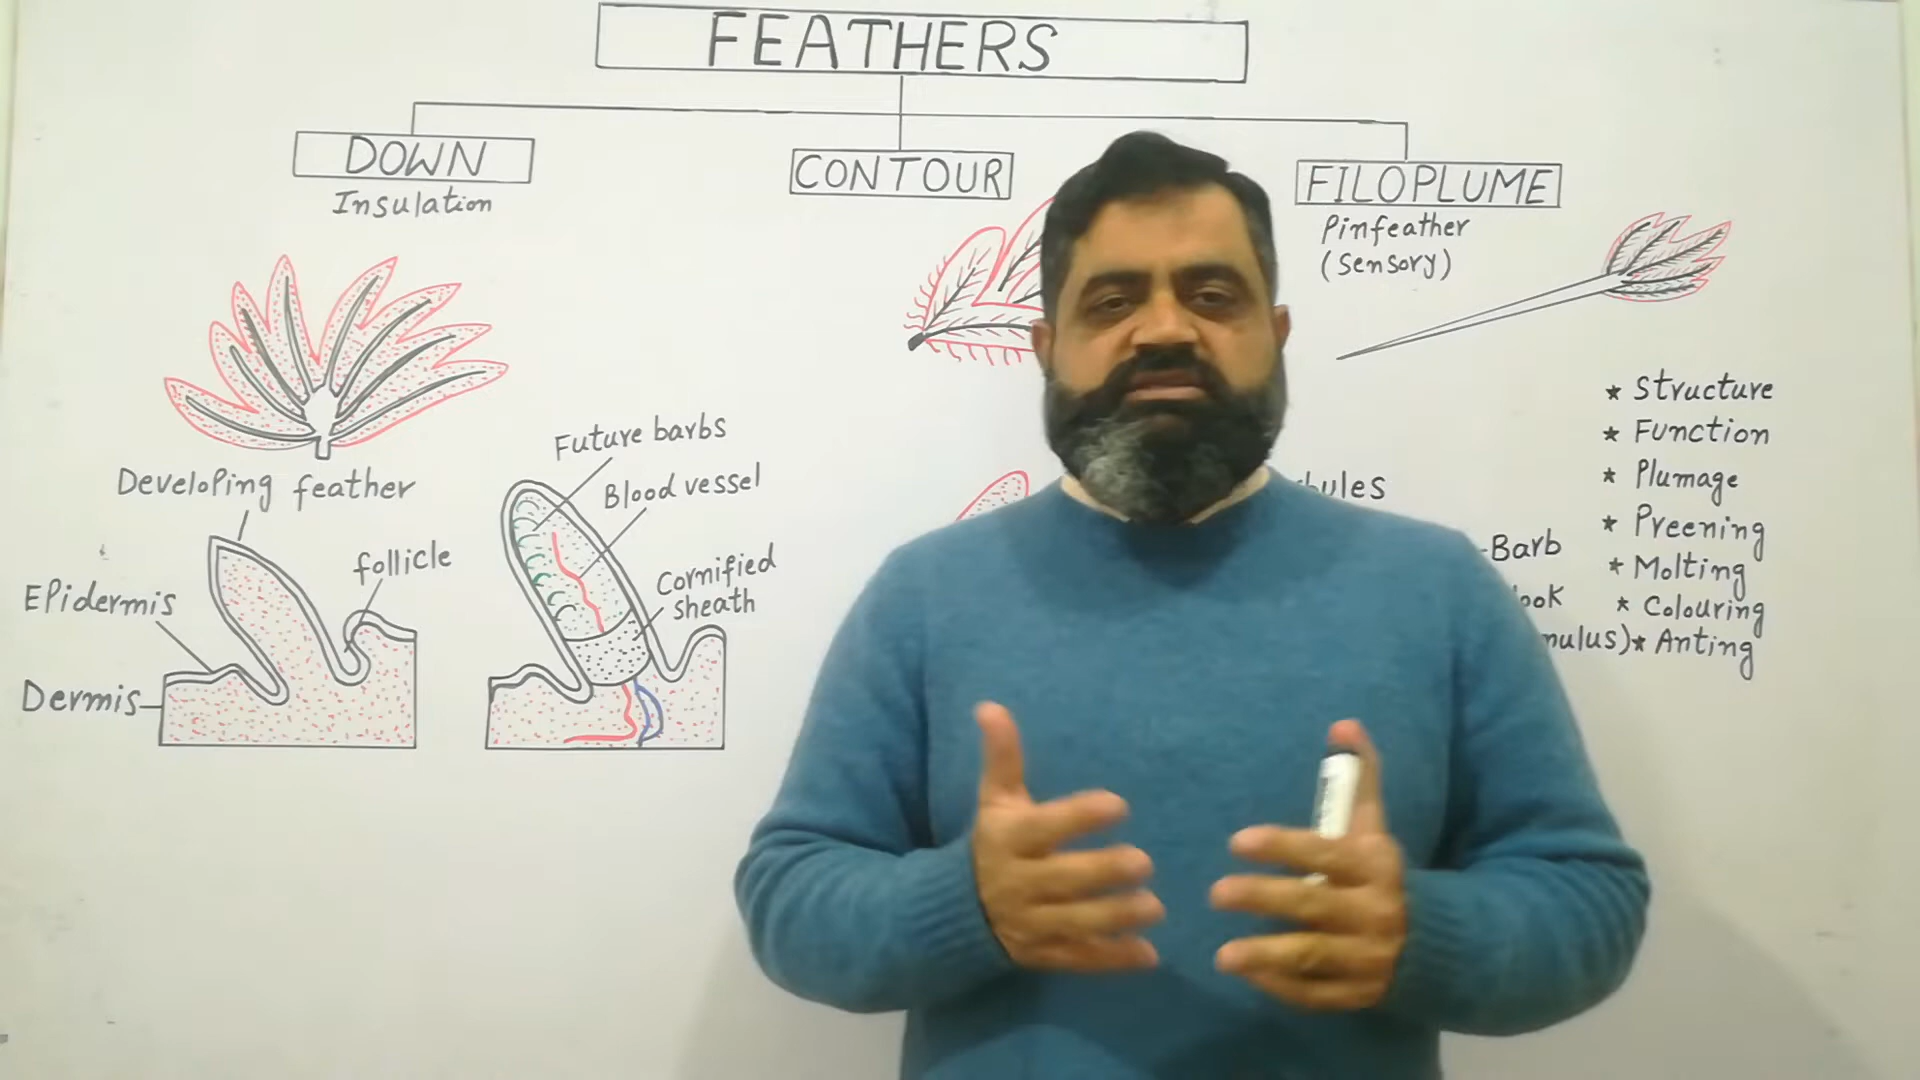 FEATHERS
DOWN
Insulation
CONTOUR
FILOPLUME
Pinfeather
(Sensory)
Developing feather
Epidermis
follicle
Dermis
Future barbs
Blood vessel
Cornified
sheath
Barb
★ Structure
★ Function
★ Plumage
★ Preening
★ Molting
★ Colouring
★ Anting